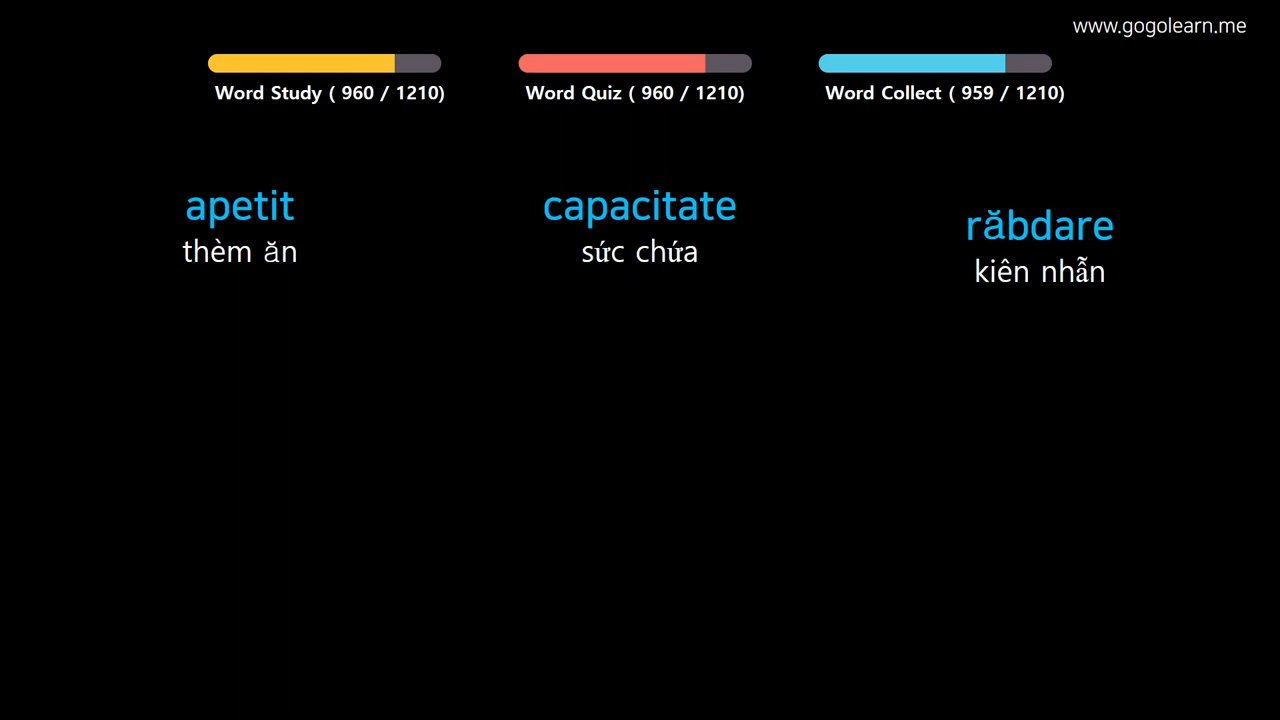 www.gogolearn.me
Word Study ( 960 / 1210)
Word Quiz ( 960 / 1210)
Word Collect ( 959 / 1210)
apetit
thèm ăn
capacitate
sức chứa
răbdare
kiên nhẫn